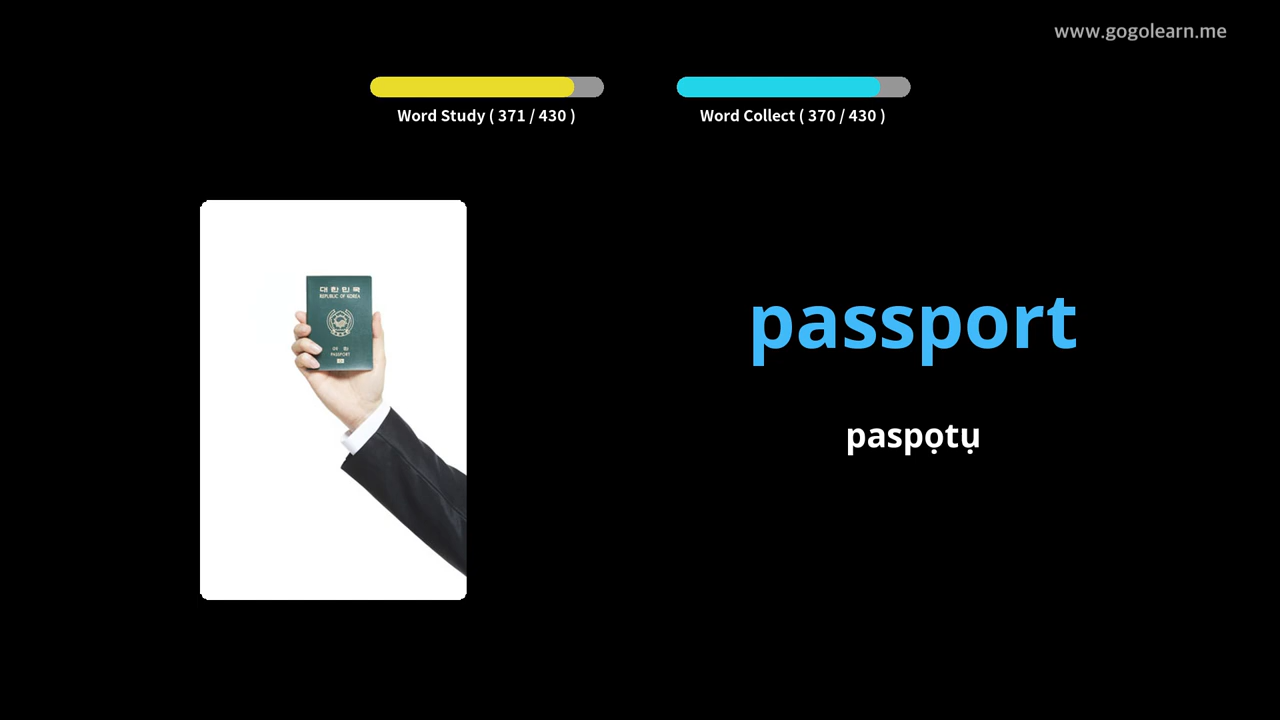 www.gogolearn.me
Word Study ( 371 / 430 )
Word Collect ( 370 / 430 )
대한민국
REPUBLIC OF KOREA
여권
PASSPORT
passport
paspọtụ